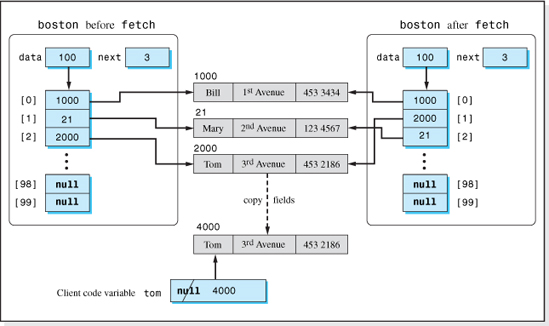 boston before fetch
boston after fetch
data 100 next 3
data 100 next 3
1000
[0] 1000 Bill 1st Avenue 453 3434 1000 [0]
21
[1] 21 Mary 2nd Avenue 123 4567 2000 [1]
2000
[2] 2000 Tom 3rd Avenue 453 2186 21 [2]
[98] null null [98]
[99] null null [99]
copy fields
4000
Tom 3rd Avenue 453 2186
Client code variable tom null 4000